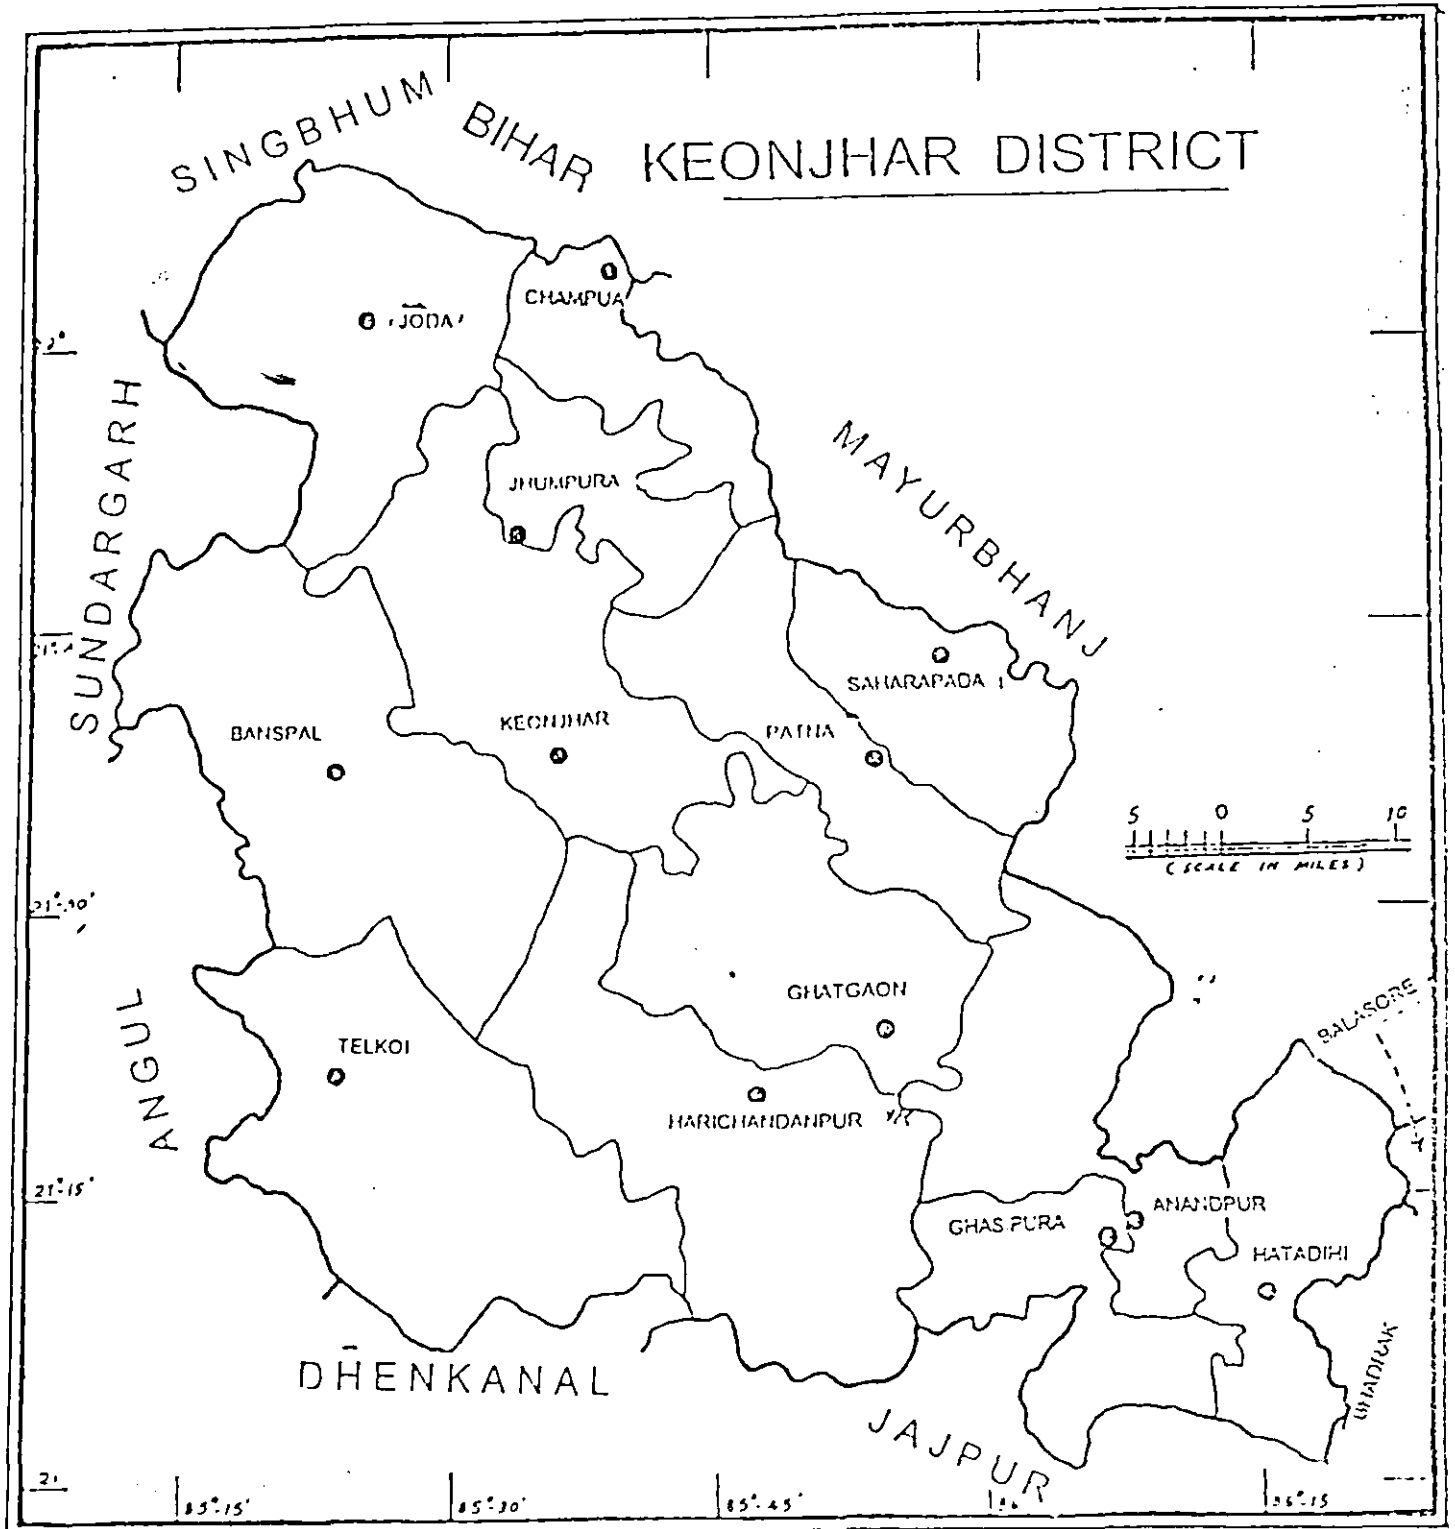 SINGBHUM
BIHAR
KEONJHAR DISTRICT
CHAMPUA
JODA
SUNDARGARH
MAYURBHANJ
JHUMPURA
SAHARAPADA
BANSPAL
KEONJHAR
PATNA
5 0 5 10
(SCALE IN MILES)
21°-30'
GHATGAON
BALASORE
ANGUL
TELKOI
HARICHANDANPUR
21°-15'
GHASIPURA
ANANDPUR
HATADIHI
DHENKANAL
BHADRAK
JAJPUR
21
85°-15' 85°-30' 85°-45' 86 86°-15